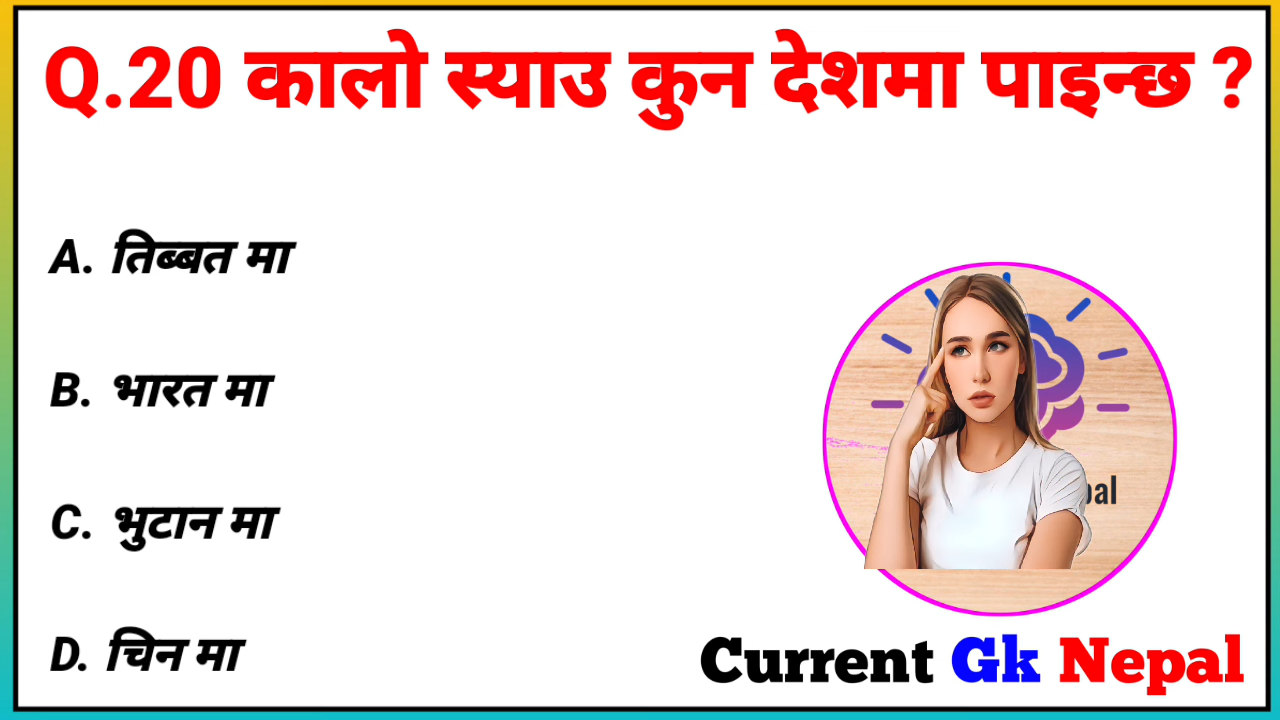 Q.20 कालो स्याउ कुन देशमा पाइन्छ ?
A. तिब्बत मा
B. भारत मा
C. भुटान मा
D. चिन मा
Current Gk Nepal